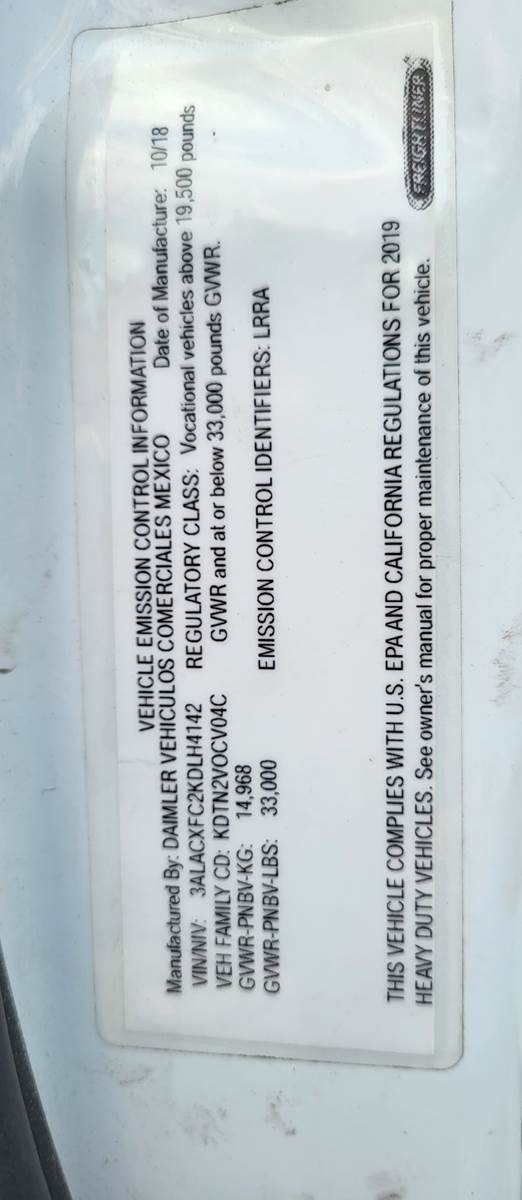 VEHICLE EMISSION CONTROL INFORMATION
Manufactured By: DAIMLER VEHICULOS COMERCIALES MEXICO Date of Manufacture: 10/18
VIN/NIV: 3ALACXFC2KDLH4142 REGULATORY CLASS: Vocational vehicles above 19,500 pounds
VEH FAMILY CD: KDTN2VOCV04C GVWR and at or below 33,000 pounds GVWR.
GVWR-PNBV-KG: 14,968
GVWR-PNBV-LBS: 33,000 EMISSION CONTROL IDENTIFIERS: LRRA
THIS VEHICLE COMPLIES WITH U.S. EPA AND CALIFORNIA REGULATIONS FOR 2019
HEAVY DUTY VEHICLES. See owner's manual for proper maintenance of this vehicle.
FREIGHTLINER